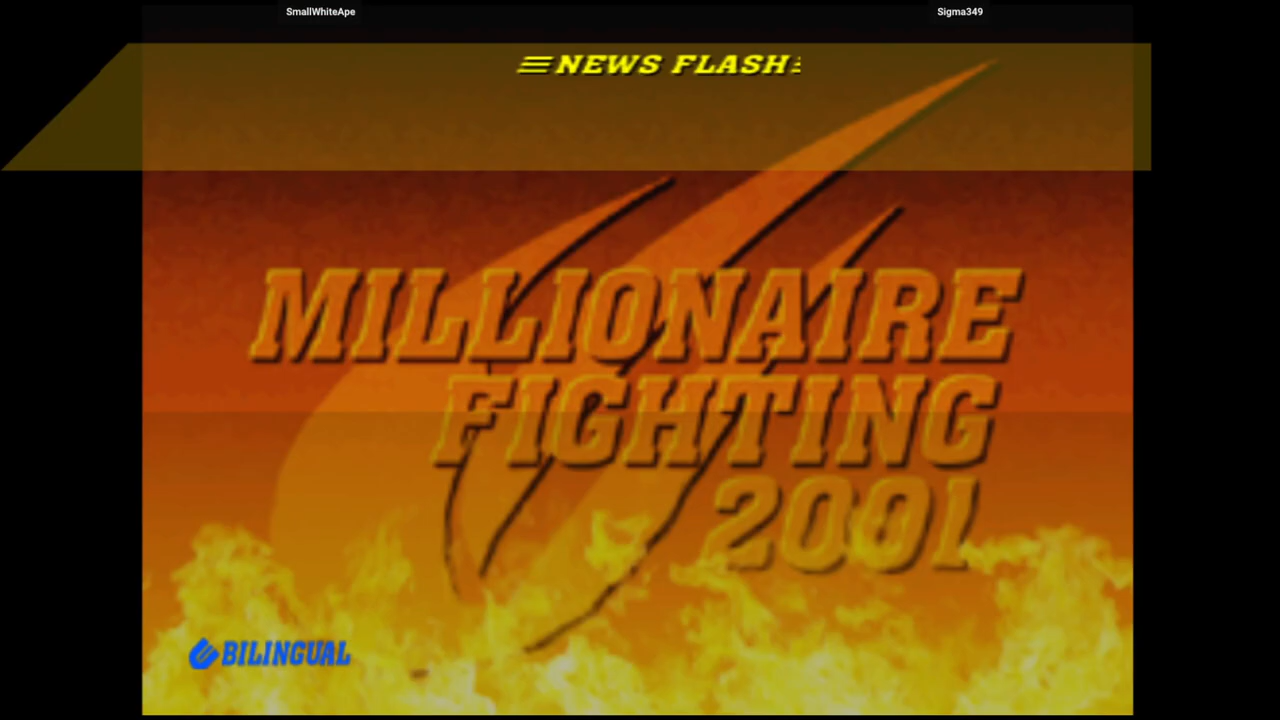 SmallWhiteApe
Sigma349
NEWS FLASH
MILLIONAIRE
FIGHTING
2001
BILINGUAL